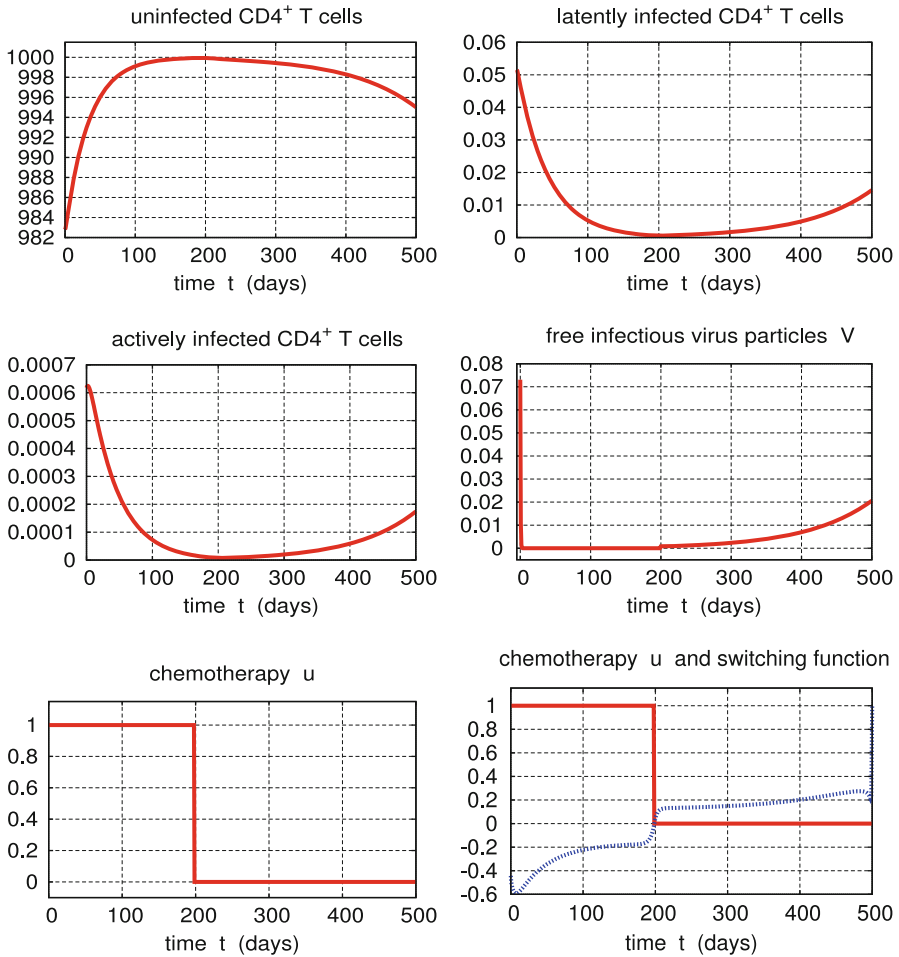 uninfected CD4⁺ T cells
1000
998
996
994
992
990
988
986
984
982
0 100 200 300 400 500
time t (days)
latently infected CD4⁺ T cells
0.06
0.05
0.04
0.03
0.02
0.01
0
0 100 200 300 400 500
time t (days)
actively infected CD4⁺ T cells
0.0007
0.0006
0.0005
0.0004
0.0003
0.0002
0.0001
0
0 100 200 300 400 500
time t (days)
free infectious virus particles V
0.08
0.07
0.06
0.05
0.04
0.03
0.02
0.01
0
0 100 200 300 400 500
time t (days)
chemotherapy u
1
0.8
0.6
0.4
0.2
0
0 100 200 300 400 500
time t (days)
chemotherapy u and switching function
1
0.8
0.6
0.4
0.2
0
-0.2
-0.4
-0.6
0 100 200 300 400 500
time t (days)